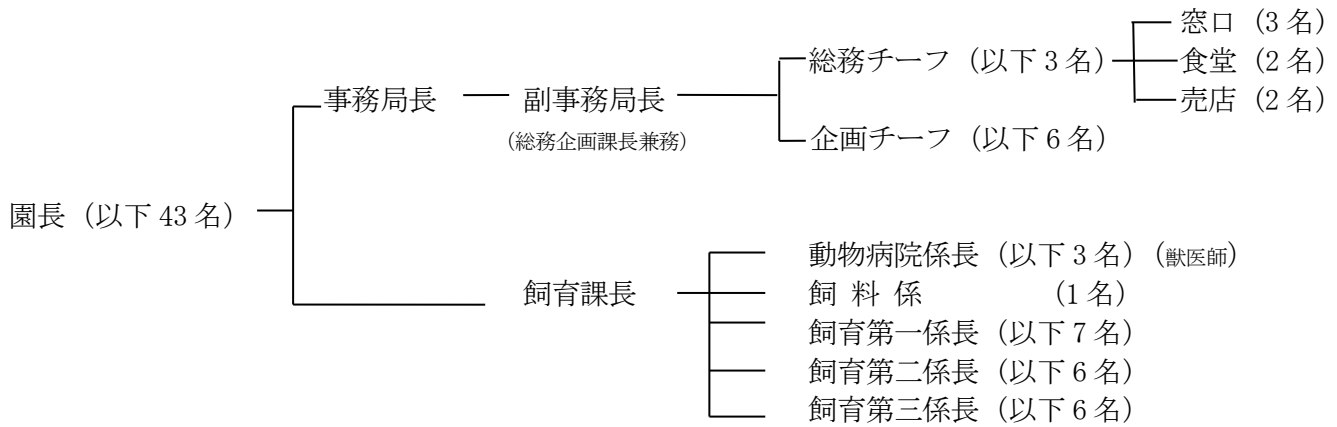 窓口（3名）
総務チーフ（以下3名）
食堂（2名）
事務局長
副事務局長
売店（2名）
（総務企画課長兼務）
企画チーフ（以下6名）
園長（以下43名）
動物病院係長（以下3名）（獣医師）
飼育課長
飼 料 係 （1名）
飼育第一係長（以下7名）
飼育第二係長（以下6名）
飼育第三係長（以下6名）